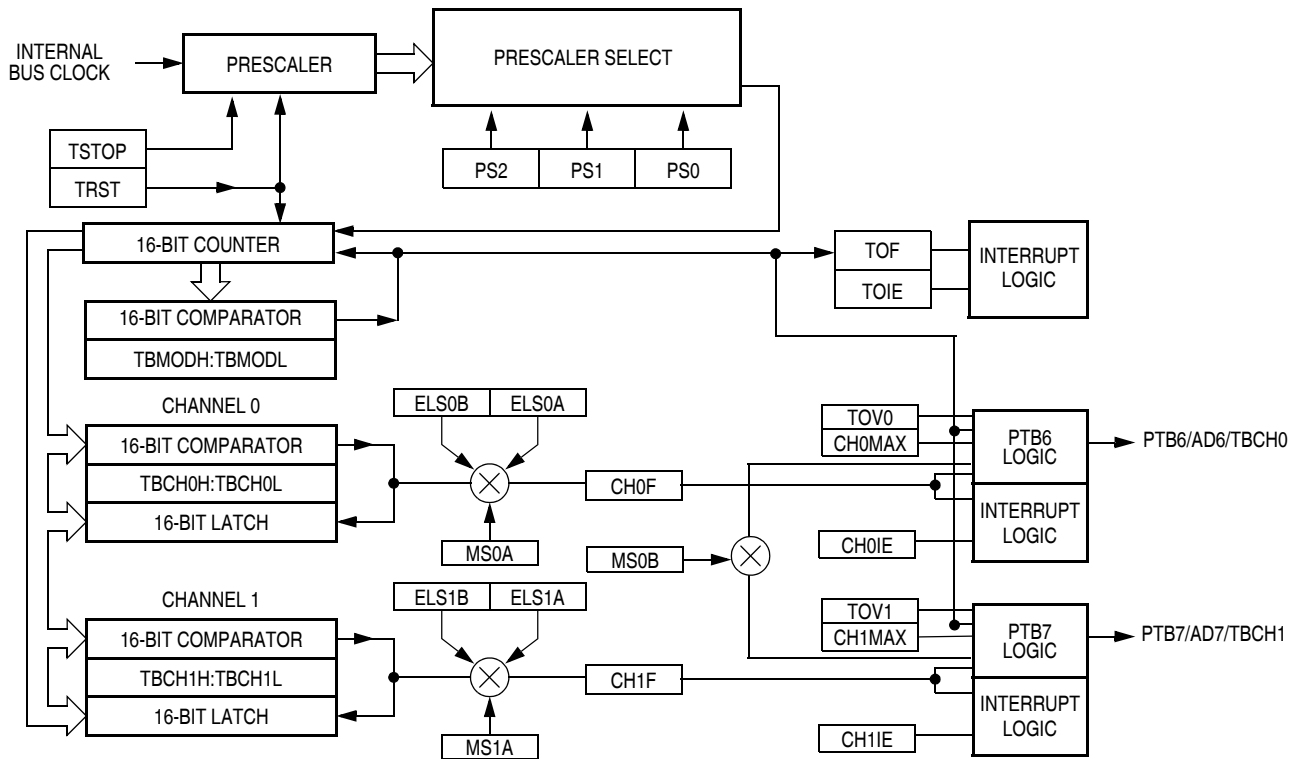 INTERNAL
BUS CLOCK
PRESCALER
PRESCALER SELECT
TSTOP
TRST
PS2
PS1
PS0
16-BIT COUNTER
TOF
TOIE
INTERRUPT
LOGIC
16-BIT COMPARATOR
TBMODH:TBMODL
CHANNEL 0
16-BIT COMPARATOR
TBCH0H:TBCH0L
16-BIT LATCH
ELS0B
ELS0A
MS0A
CH0F
MS0B
TOV0
CH0MAX
CH0IE
PTB6
LOGIC
INTERRUPT
LOGIC
PTB6/AD6/TBCH0
CHANNEL 1
16-BIT COMPARATOR
TBCH1H:TBCH1L
16-BIT LATCH
ELS1B
ELS1A
MS1A
CH1F
TOV1
CH1MAX
CH1IE
PTB7
LOGIC
INTERRUPT
LOGIC
PTB7/AD7/TBCH1